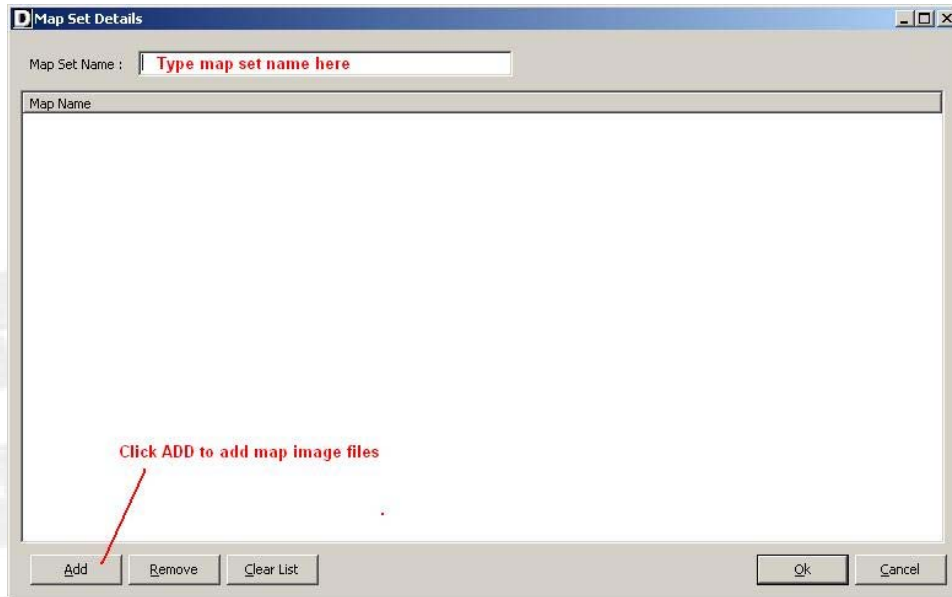 D Map Set Details
Map Set Name : Type map set name here
Map Name
Click ADD to add map image files
Add Remove Clear List Ok Cancel